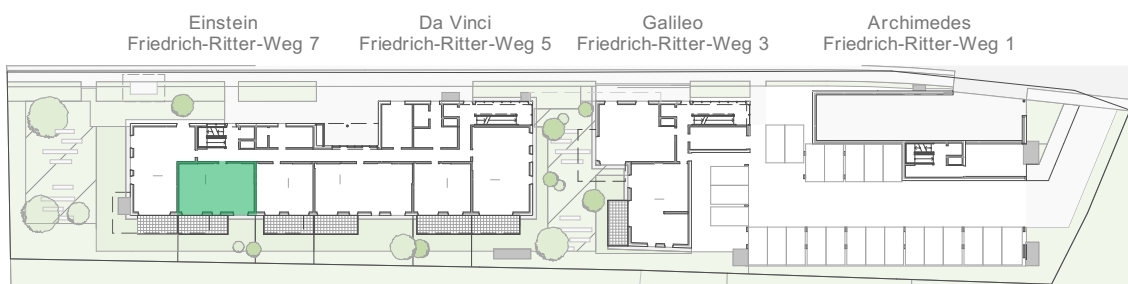 Einstein
Friedrich-Ritter-Weg 7
Da Vinci
Friedrich-Ritter-Weg 5
Galileo
Friedrich-Ritter-Weg 3
Archimedes
Friedrich-Ritter-Weg 1